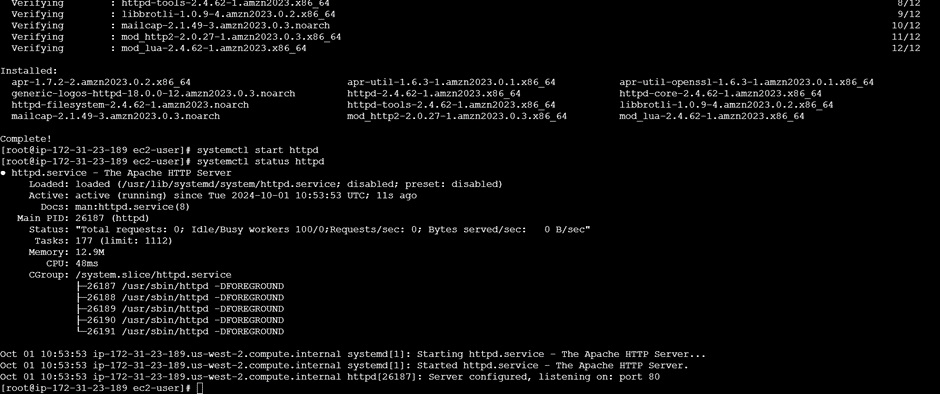 Verifying : httpd-tools-2.4.62-1.amzn2023.x86_64 8/12
Verifying : libbrotli-1.0.9-4.amzn2023.0.2.x86_64 9/12
Verifying : mailcap-2.1.49-3.amzn2023.0.3.noarch 10/12
Verifying : mod_http2-2.0.27-1.amzn2023.0.3.x86_64 11/12
Verifying : mod_lua-2.4.62-1.amzn2023.x86_64 12/12
Installed:
apr-1.7.2-2.amzn2023.0.2.x86_64 apr-util-1.6.3-1.amzn2023.0.1.x86_64 apr-util-openssl-1.6.3-1.amzn2023.0.1.x86_64
generic-logos-httpd-18.0.0-12.amzn2023.0.3.noarch httpd-2.4.62-1.amzn2023.x86_64 httpd-core-2.4.62-1.amzn2023.x86_64
httpd-filesystem-2.4.62-1.amzn2023.noarch httpd-tools-2.4.62-1.amzn2023.x86_64 libbrotli-1.0.9-4.amzn2023.0.2.x86_64
mailcap-2.1.49-3.amzn2023.0.3.noarch mod_http2-2.0.27-1.amzn2023.0.3.x86_64 mod_lua-2.4.62-1.amzn2023.x86_64
Complete!
[root@ip-172-31-23-189 ec2-user]# systemctl start httpd
[root@ip-172-31-23-189 ec2-user]# systemctl status httpd
● httpd.service - The Apache HTTP Server
Loaded: loaded (/usr/lib/systemd/system/httpd.service; disabled; preset: disabled)
Active: active (running) since Tue 2024-10-01 10:53:53 UTC; 11s ago
Docs: man:httpd.service(8)
Main PID: 26187 (httpd)
Status: "Total requests: 0; Idle/Busy workers 100/0;Requests/sec: 0; Bytes served/sec: 0 B/sec"
Tasks: 177 (limit: 1112)
Memory: 12.9M
CPU: 48ms
CGroup: /system.slice/httpd.service
├─26187 /usr/sbin/httpd -DFOREGROUND
├─26188 /usr/sbin/httpd -DFOREGROUND
├─26189 /usr/sbin/httpd -DFOREGROUND
├─26190 /usr/sbin/httpd -DFOREGROUND
└─26191 /usr/sbin/httpd -DFOREGROUND
Oct 01 10:53:53 ip-172-31-23-189.us-west-2.compute.internal systemd[1]: Starting httpd.service - The Apache HTTP Server...
Oct 01 10:53:53 ip-172-31-23-189.us-west-2.compute.internal systemd[1]: Started httpd.service - The Apache HTTP Server.
Oct 01 10:53:53 ip-172-31-23-189.us-west-2.compute.internal httpd[26187]: Server configured, listening on: port 80
[root@ip-172-31-23-189 ec2-user]#